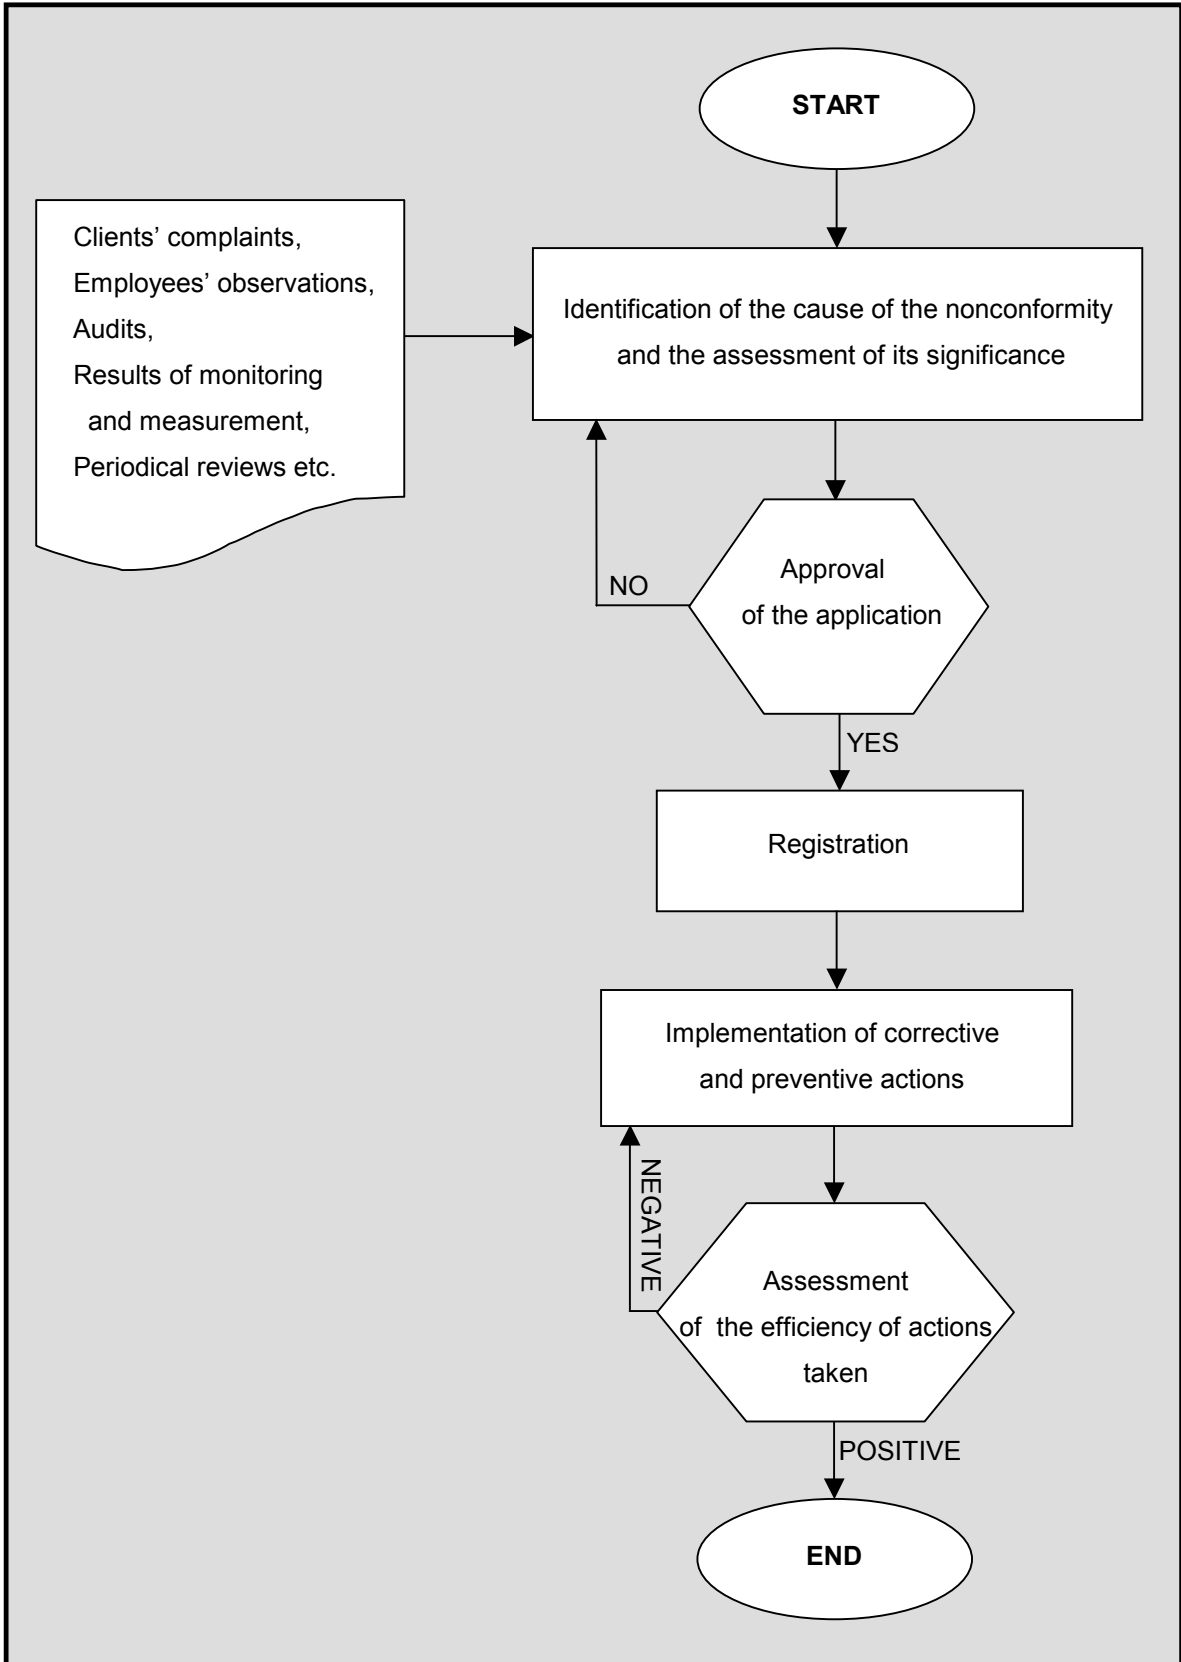 START
Clients’ complaints,
Employees’ observations,
Audits,
Results of monitoring
and measurement,
Periodical reviews etc.
Identification of the cause of the nonconformity
and the assessment of its significance
Approval
of the application
NO
YES
Registration
Implementation of corrective
and preventive actions
NEGATIVE
Assessment
of the efficiency of actions
taken
POSITIVE
END